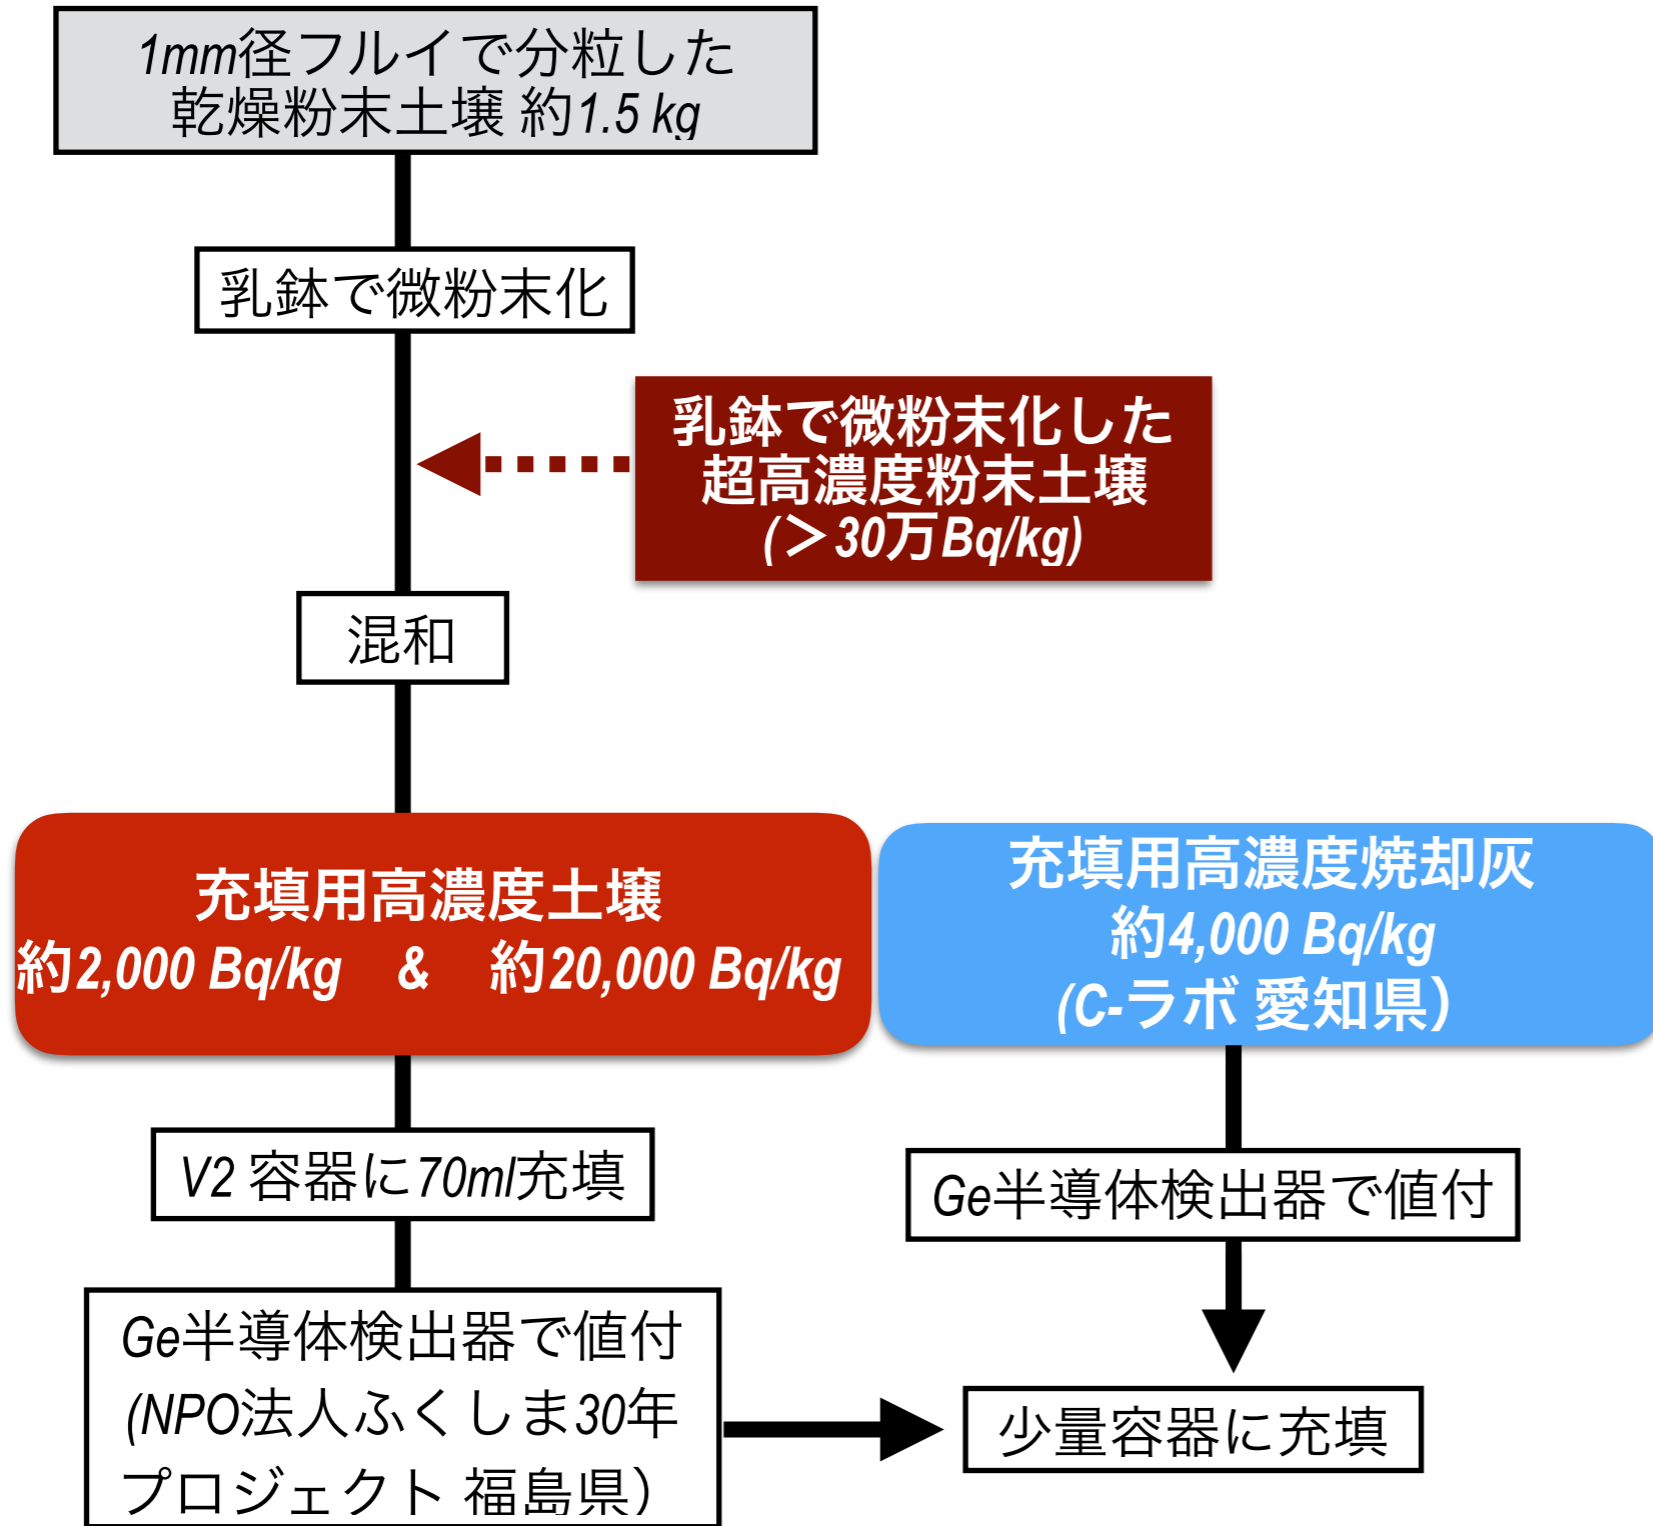 1mm径フルイで分粒した
乾燥粉末土壌 約1.5 kg
乳鉢で微粉末化
乳鉢で微粉末化した
超高濃度粉末土壌
(＞30万Bq/kg)
混和
充填用高濃度土壌
約2,000 Bq/kg & 約20,000 Bq/kg
充填用高濃度焼却灰
約4,000 Bq/kg
(C-ラボ 愛知県）
V2 容器に70ml充填
Ge半導体検出器で値付
Ge半導体検出器で値付
(NPO法人ふくしま30年
プロジェクト 福島県）
少量容器に充填